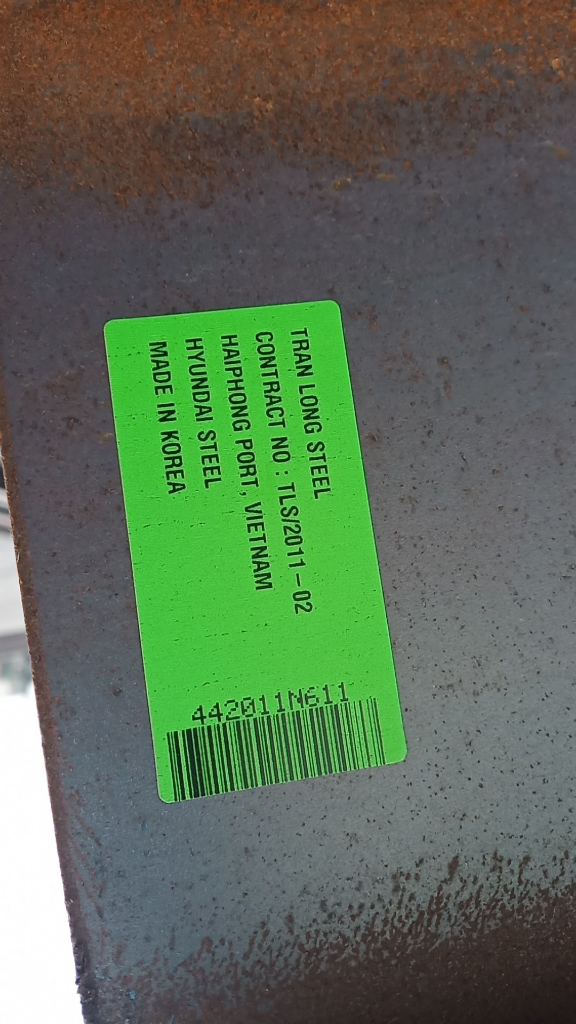 TRAN LONG STEEL
CONTRACT NO : TLS/2011-02
HAIPHONG PORT, VIETNAM
HYUNDAI STEEL
MADE IN KOREA
442011N611